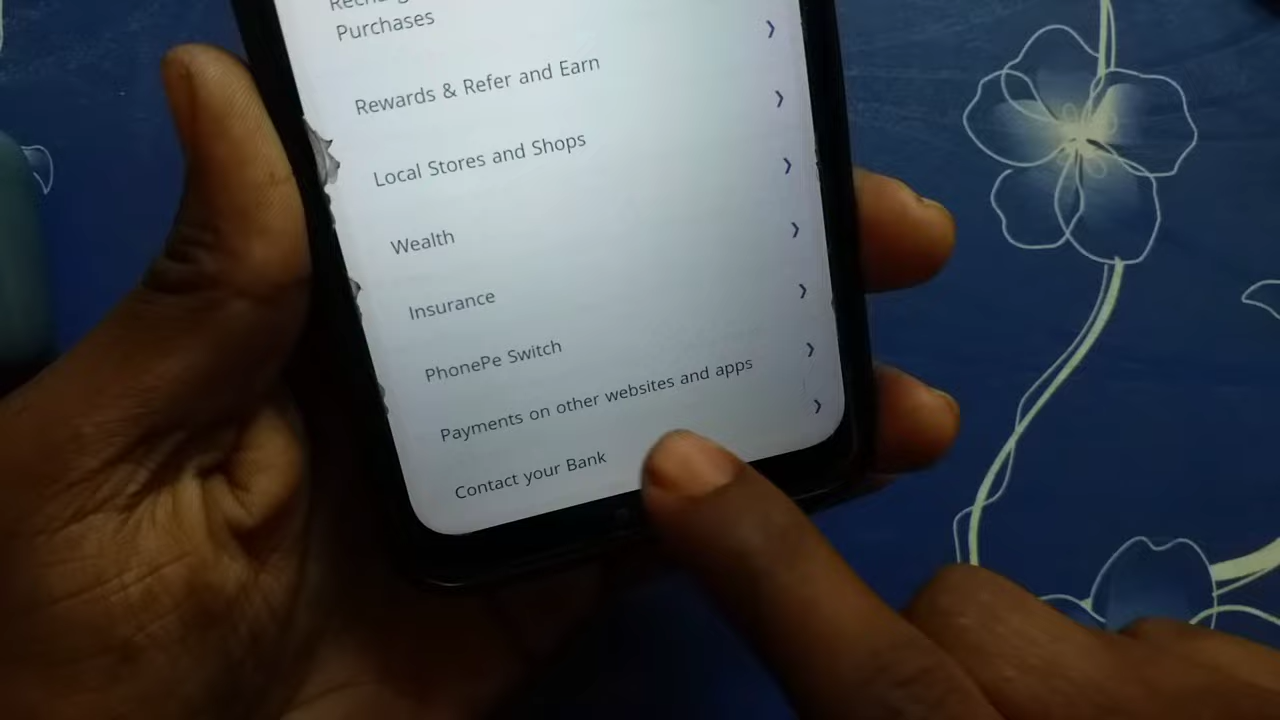 Purchases
Rewards & Refer and Earn
Local Stores and Shops
Wealth
Insurance
PhonePe Switch
Payments on other websites and apps
Contact your Bank